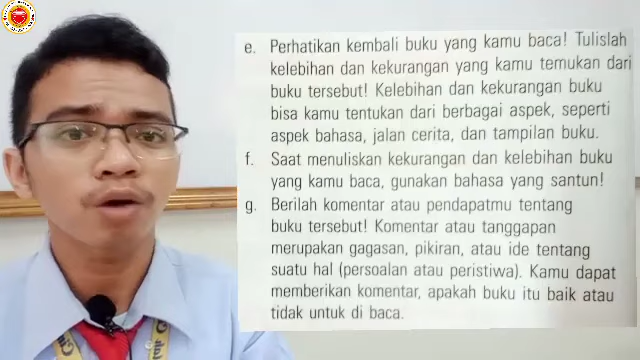 e. Perhatikan kembali buku yang kamu baca! Tulislah
kelebihan dan kekurangan yang kamu temukan dari
buku tersebut! Kelebihan dan kekurangan buku
bisa kamu tentukan dari berbagai aspek, seperti
aspek bahasa, jalan cerita, dan tampilan buku.
f. Saat menuliskan kekurangan dan kelebihan buku
yang kamu baca, gunakan bahasa yang santun!
g. Berilah komentar atau pendapatmu tentang
buku tersebut! Komentar atau tanggapan
merupakan gagasan, pikiran, atau ide tentang
suatu hal (persoalan atau peristiwa). Kamu dapat
memberikan komentar, apakah buku itu baik atau
tidak untuk di baca.